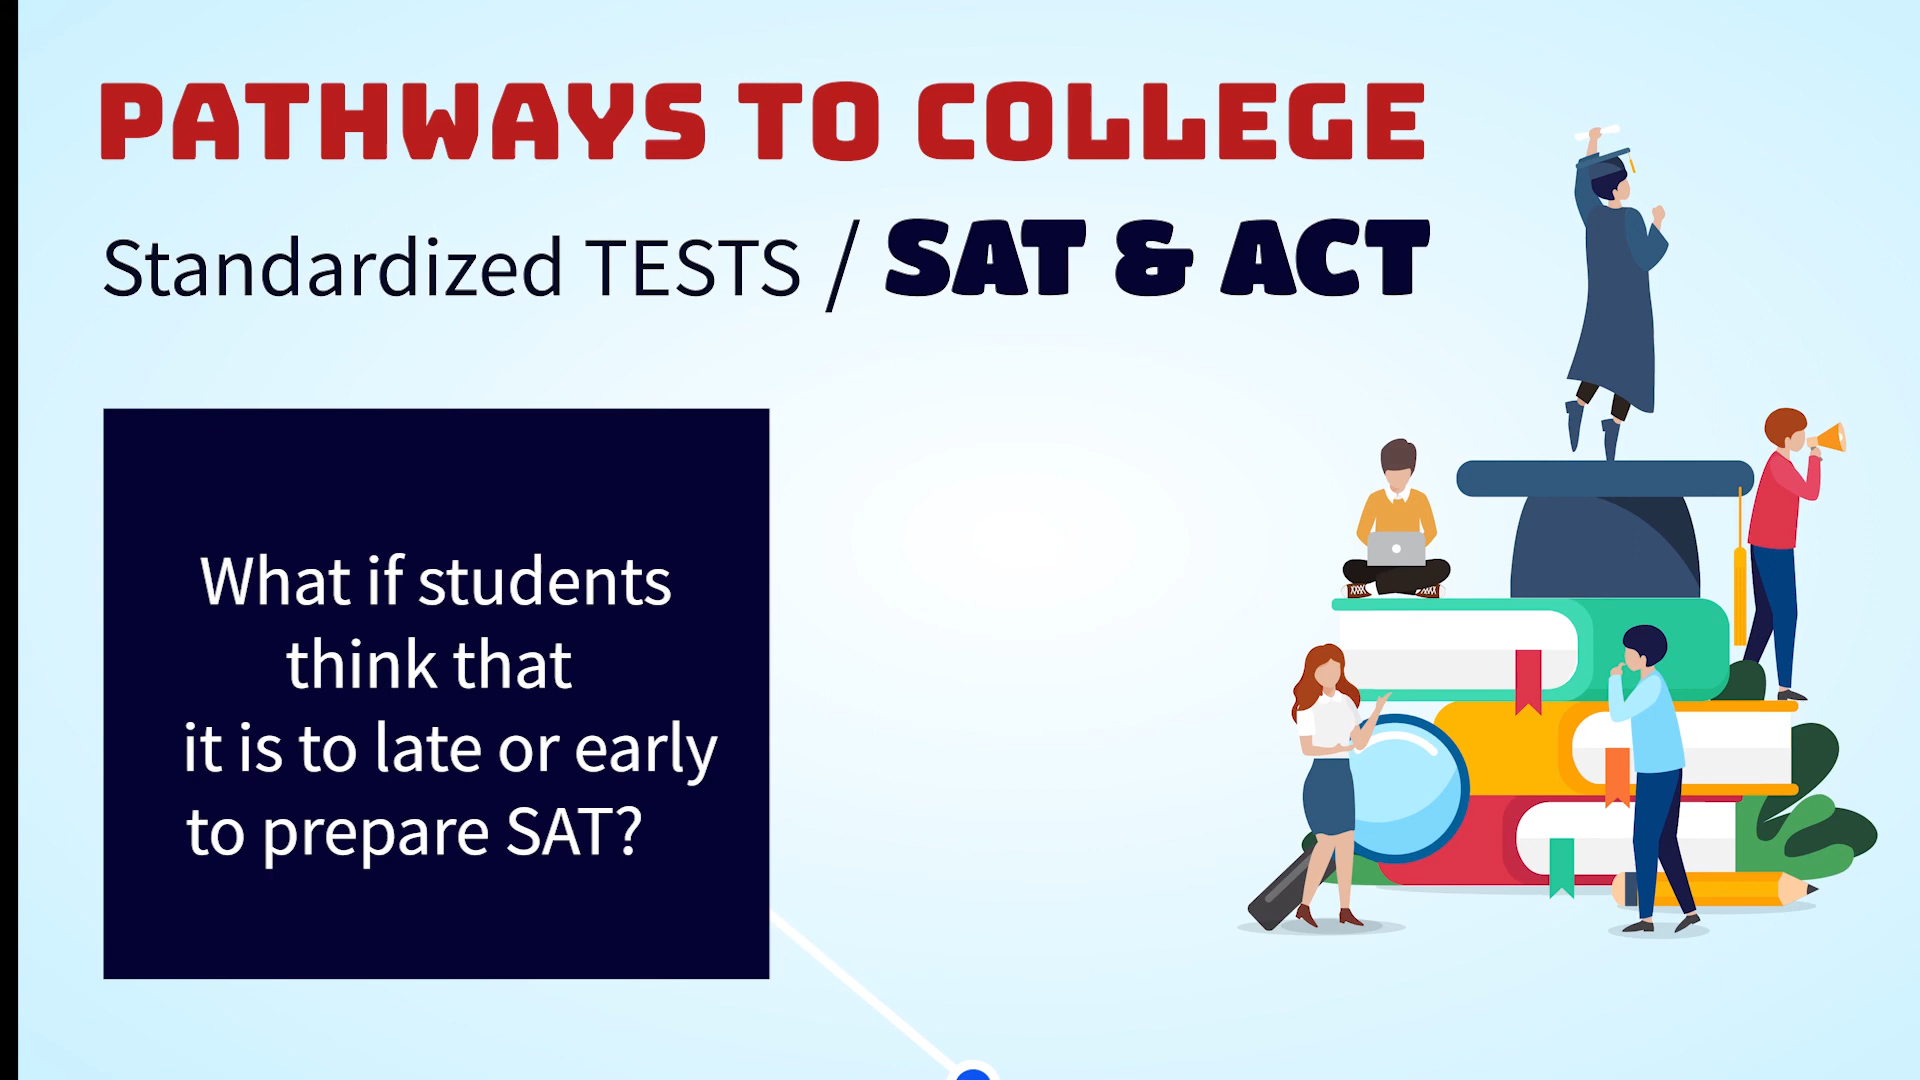 PATHWAYS TO COLLEGE
Standardized TESTS / SAT & ACT
What if students
think that
it is to late or early
to prepare SAT?